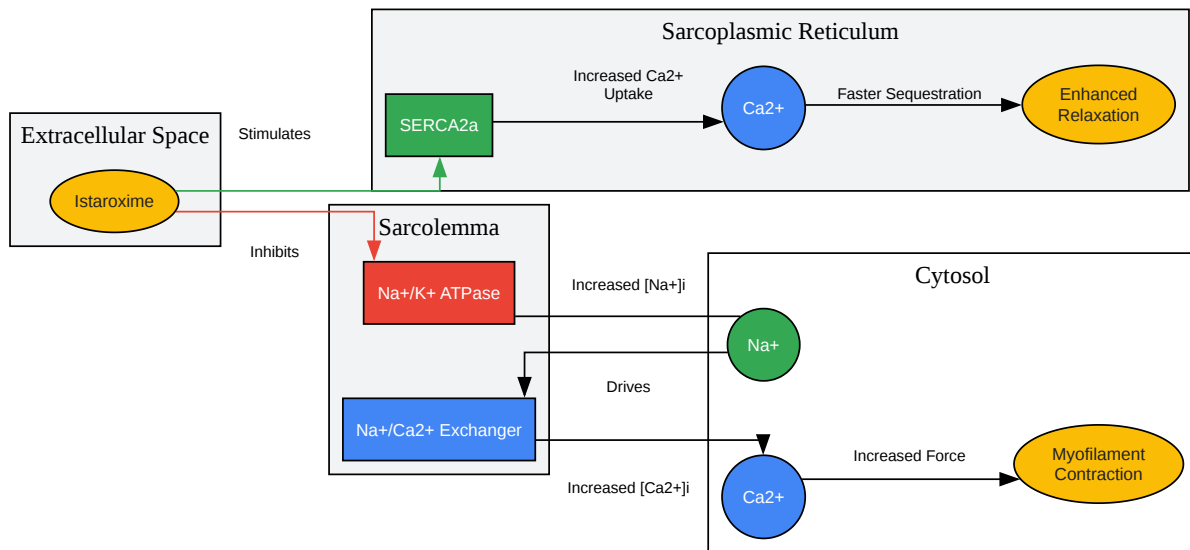 Sarcoplasmic Reticulum
Increased Ca2+
Uptake
SERCA2a
Ca2+
Faster Sequestration
Enhanced
Relaxation
Extracellular Space
Stimulates
Istaroxime
Inhibits
Sarcolemma
Na+/K+ ATPase
Increased [Na+]i
Cytosol
Na+
Drives
Na+/Ca2+ Exchanger
Increased [Ca2+]i
Ca2+
Increased Force
Myofilament
Contraction